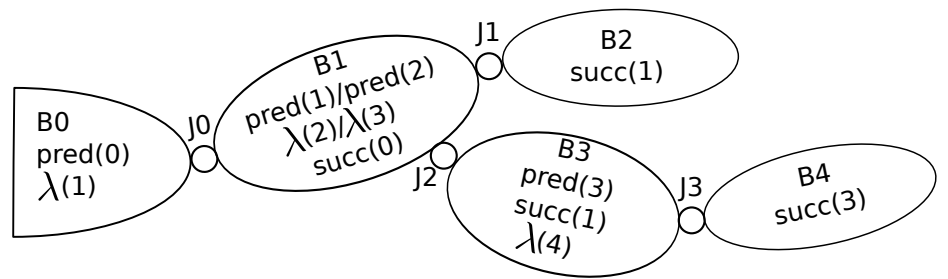 B0
pred(0)
λ(1)
J0
B1
pred(1)/pred(2)
λ(2)/λ(3)
succ(0)
J1
B2
succ(1)
J2
B3
pred(3)
succ(1)
λ(4)
J3
B4
succ(3)